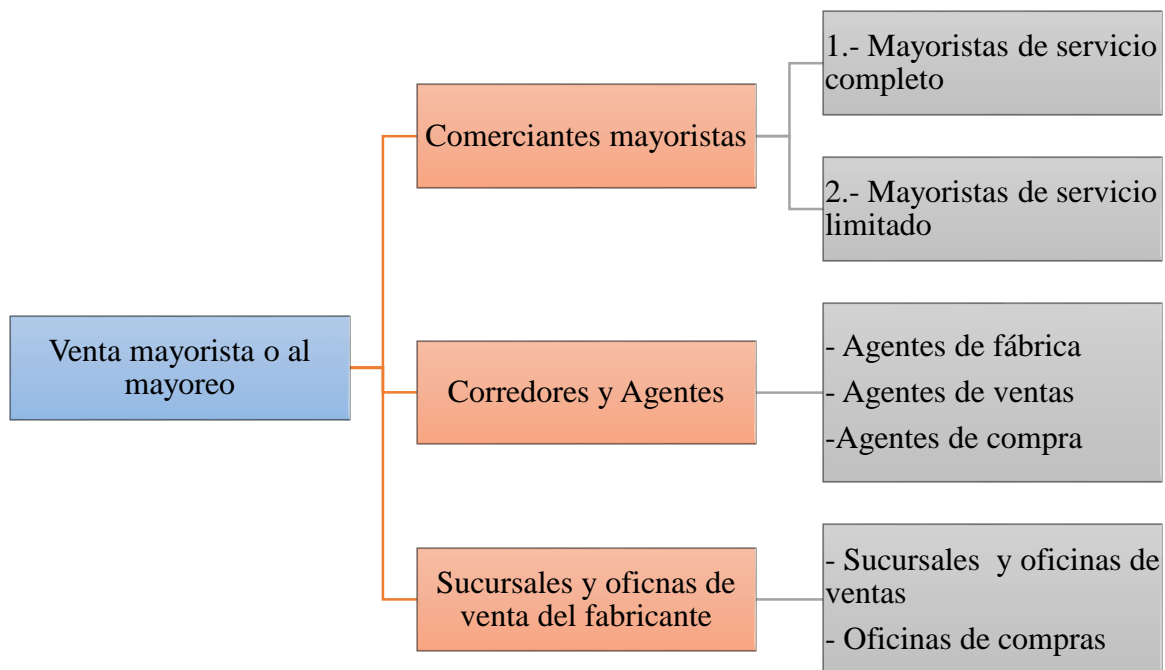 Venta mayorista o al
mayoreo
Comerciantes mayoristas
1.- Mayoristas de servicio
completo
2.- Mayoristas de servicio
limitado
Corredores y Agentes
- Agentes de fábrica
- Agentes de ventas
-Agentes de compra
Sucursales y oficnas de
venta del fabricante
- Sucursales y oficinas de
ventas
- Oficinas de compras